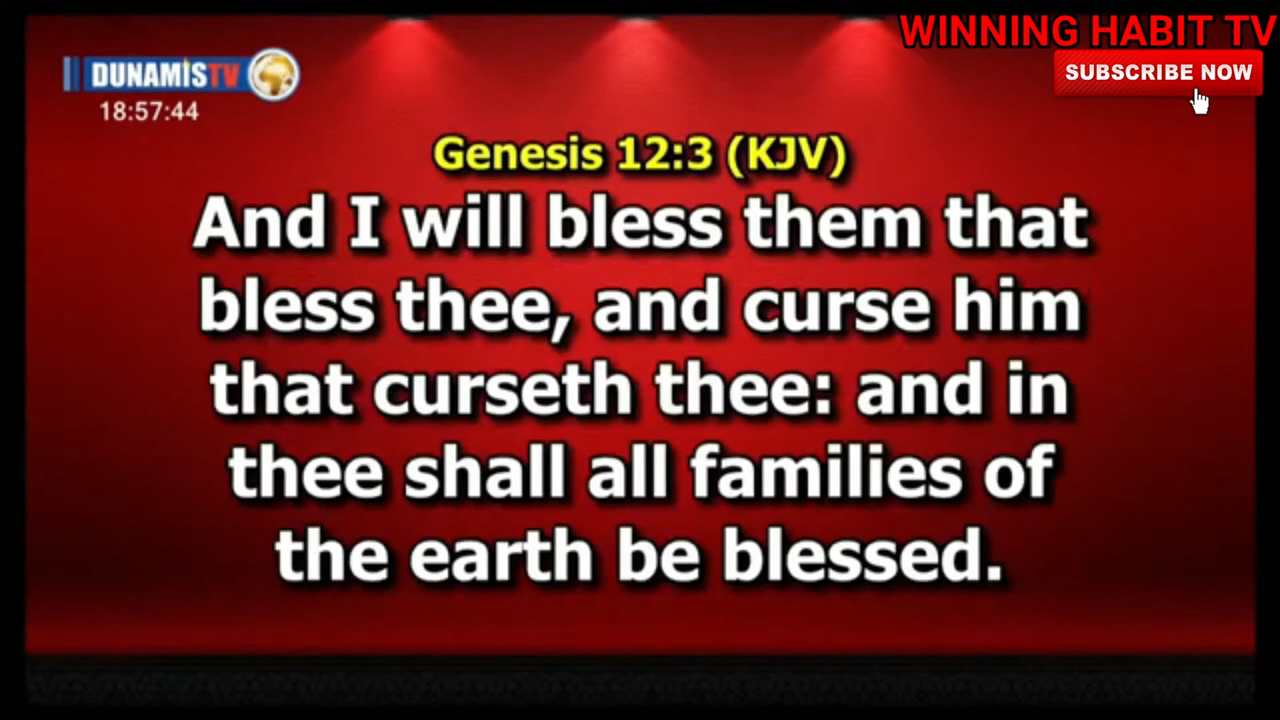 WINNING HABIT TV
SUBSCRIBE NOW
DUNAMIS TV
18:57:44
Genesis 12:3 (KJV)
And I will bless them that
bless thee, and curse him
that curseth thee: and in
thee shall all families of
the earth be blessed.